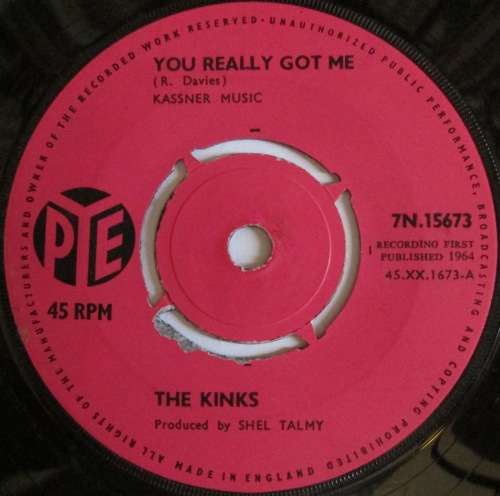 YOU REALLY GOT ME
(R. Davies)
KASSNER MUSIC
PYE
45 RPM
7N.15673
RECORDING FIRST
PUBLISHED 1964
45.XX.1673-A
THE KINKS
Produced by SHEL TALMY
ALL RIGHTS OF THE MANUFACTURERS AND OWNER OF THE RECORDED WORK RESERVED • UNAUTHORIZED PUBLIC PERFORMANCE, BROADCASTING AND COPYING PROHIBITED
MADE IN ENGLAND